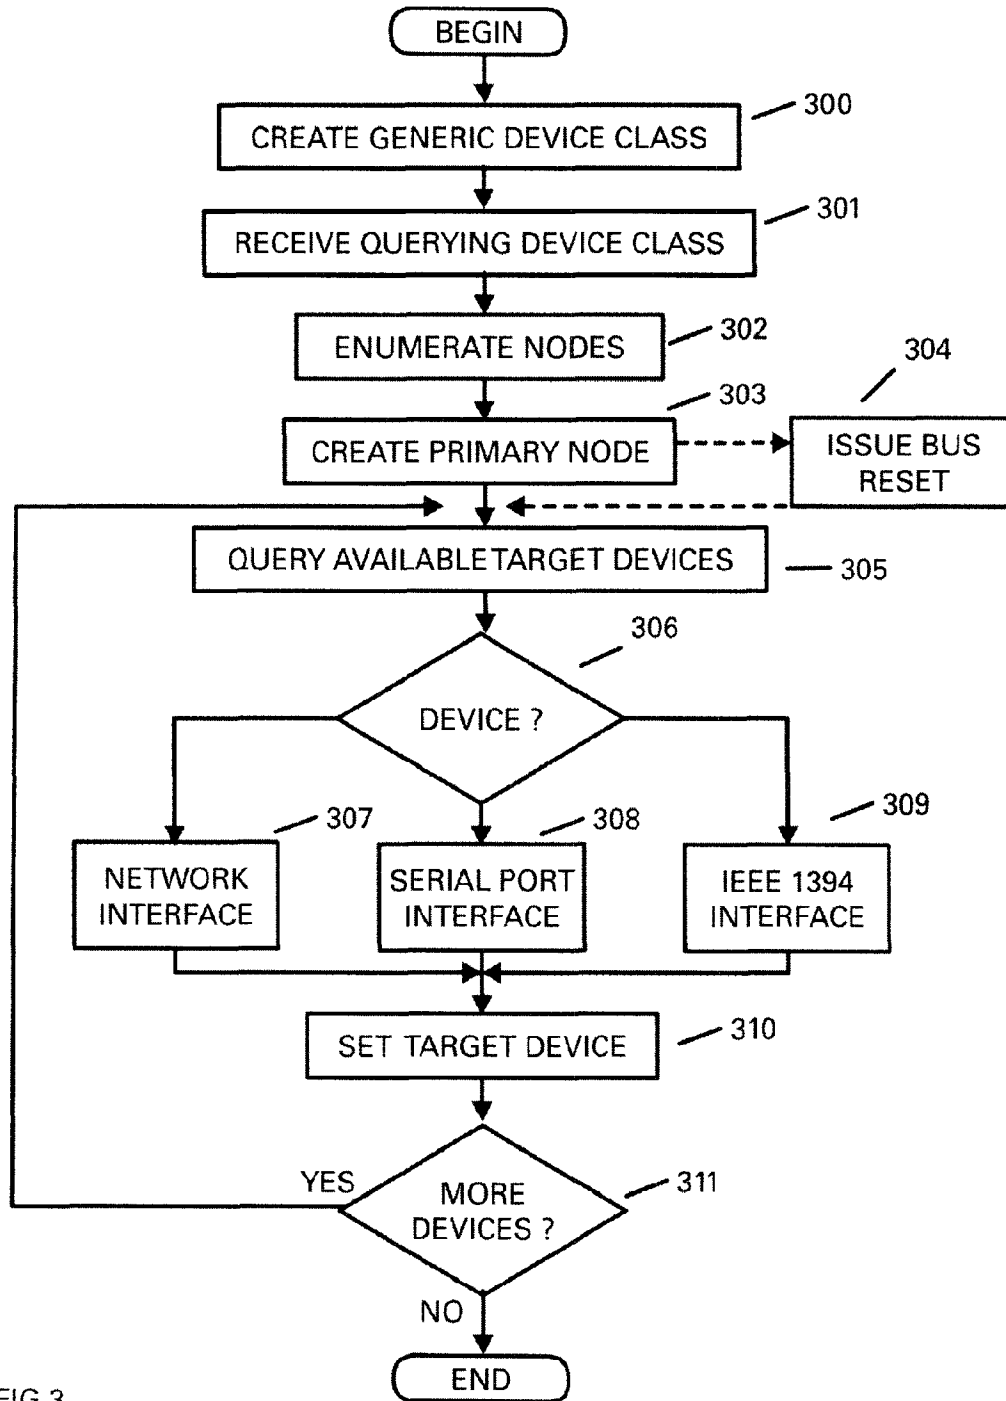 BEGIN
300
CREATE GENERIC DEVICE CLASS
301
RECEIVE QUERYING DEVICE CLASS
302
ENUMERATE NODES
303
304
CREATE PRIMARY NODE
ISSUE BUS
RESET
QUERY AVAILABLE TARGET DEVICES
305
306
DEVICE ?
307
308
309
NETWORK
INTERFACE
SERIAL PORT
INTERFACE
IEEE 1394
INTERFACE
SET TARGET DEVICE
310
YES
MORE
DEVICES ?
311
NO
END
FIG 3